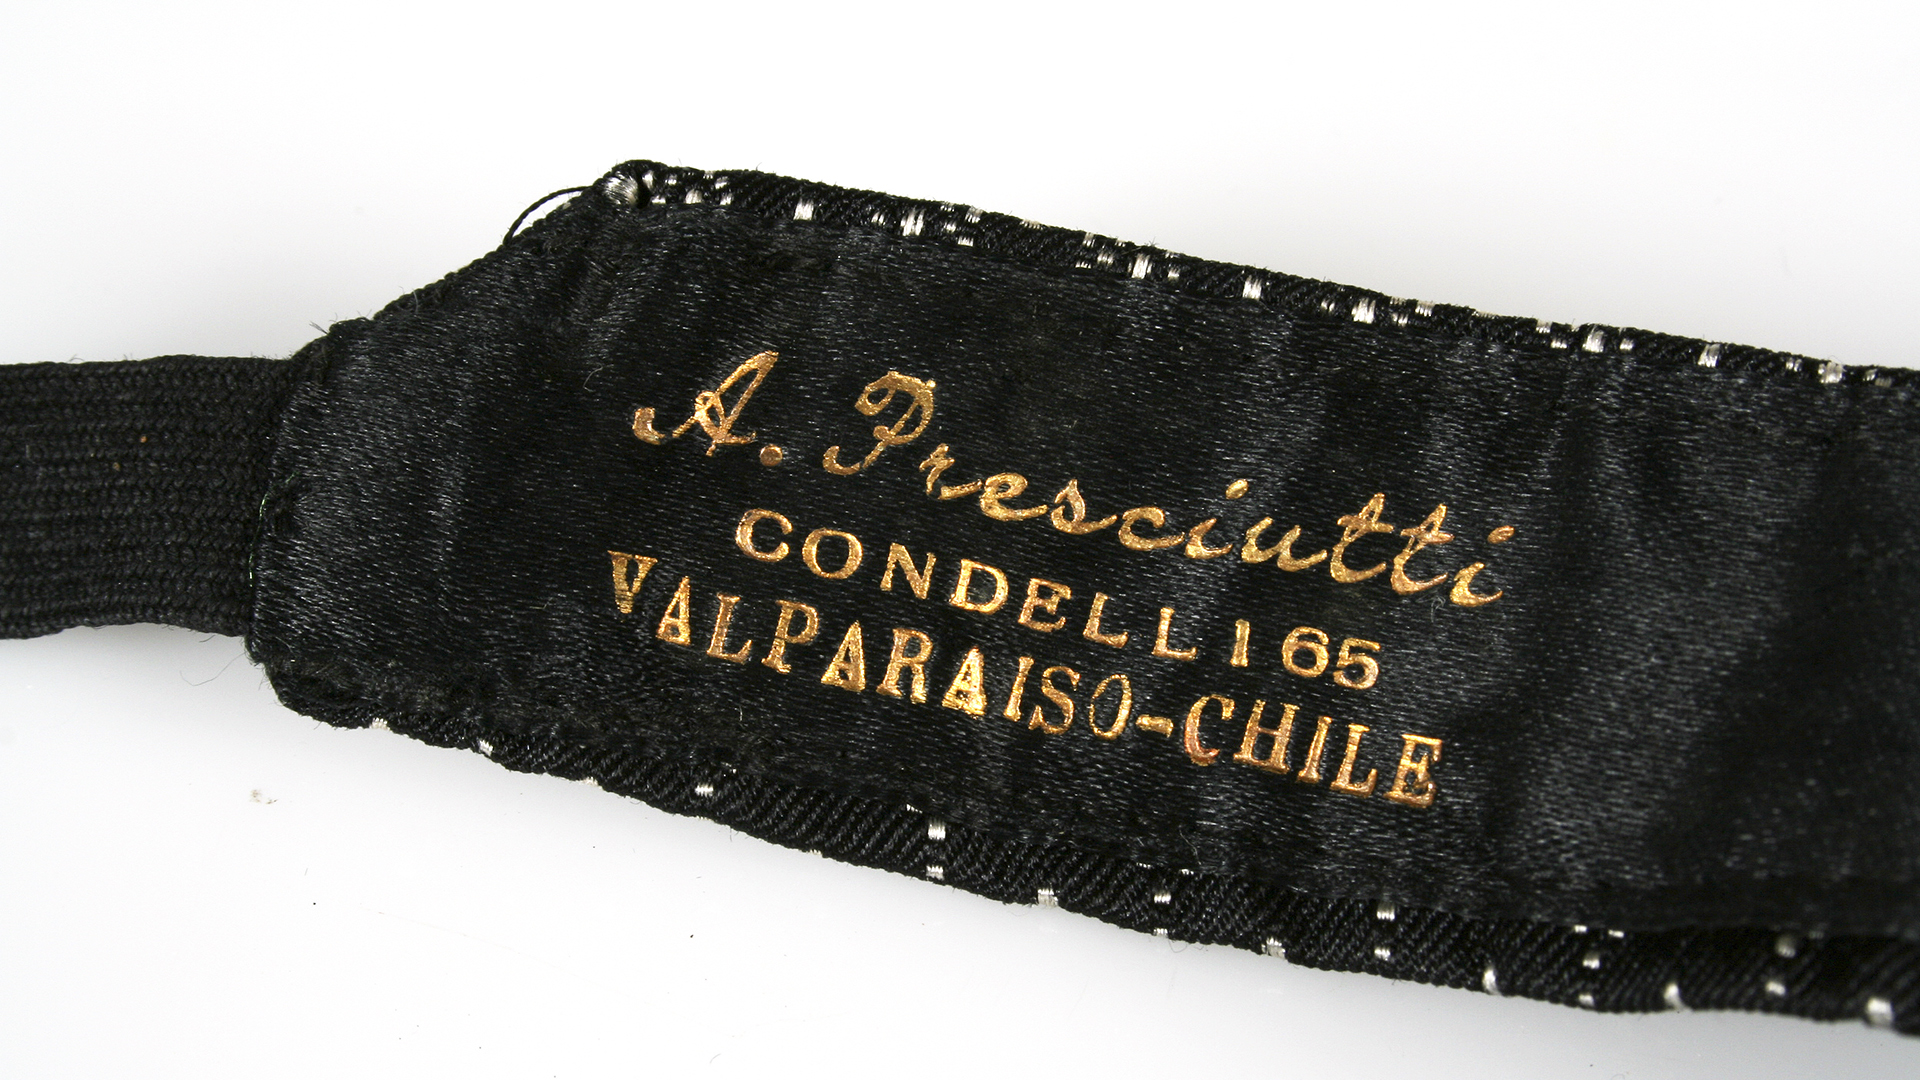 A. Presciutti
CONDELL 165
VALPARAISO-CHILE